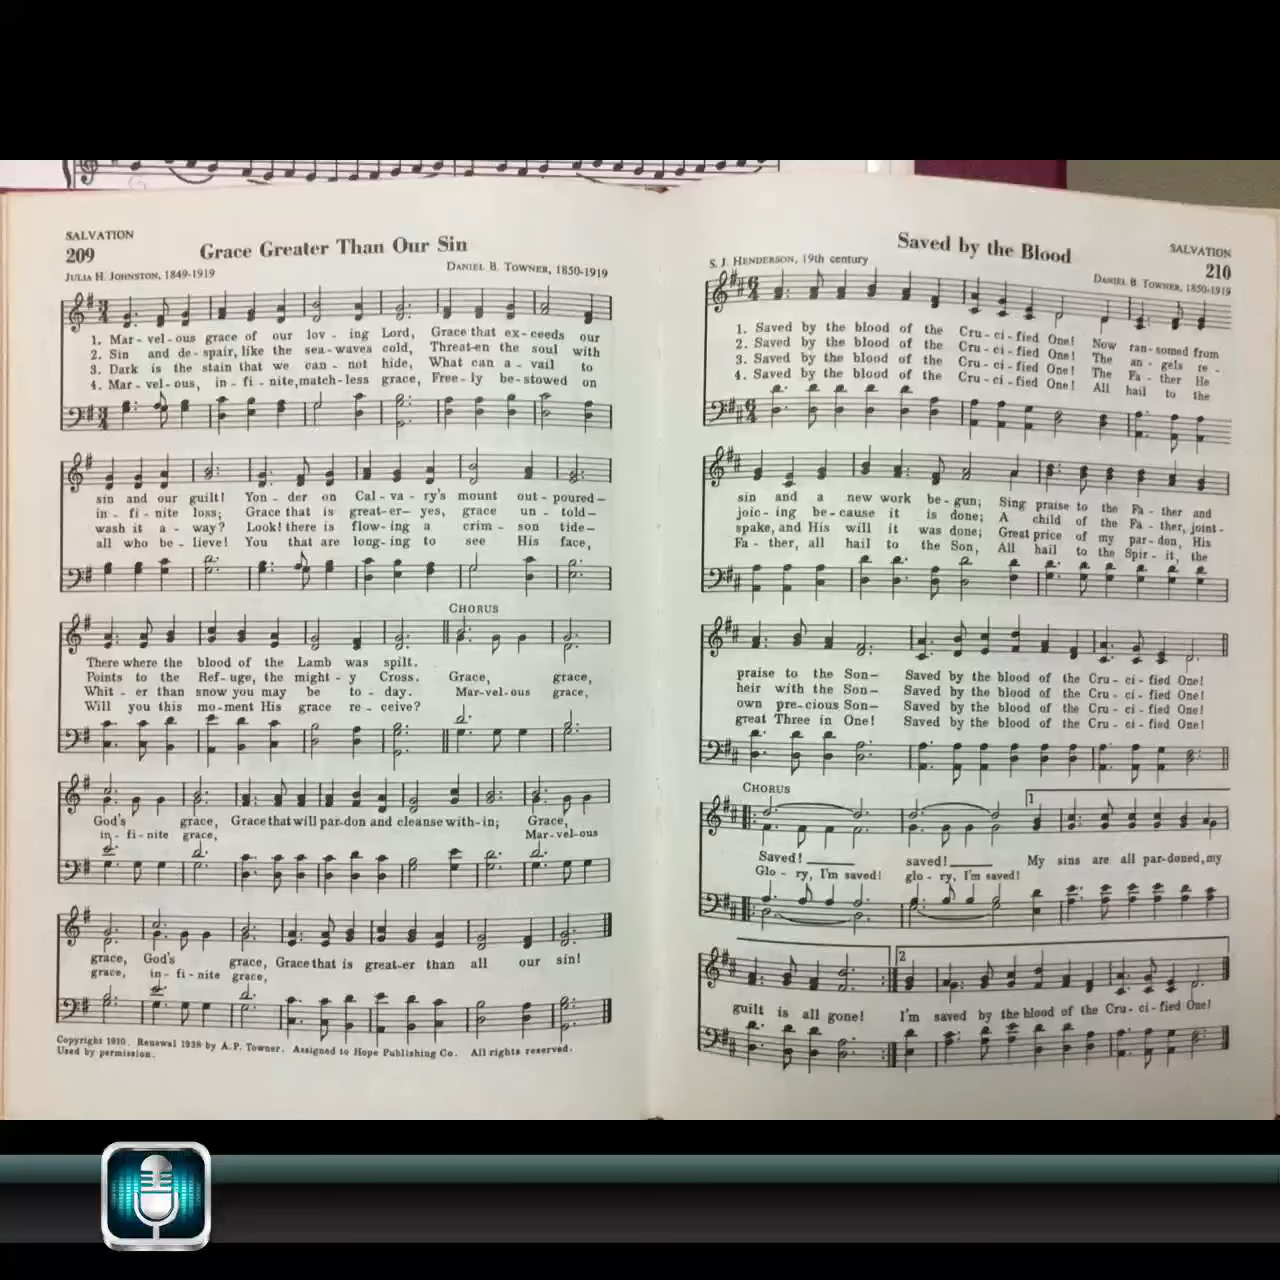 SALVATION
209
Grace Greater Than Our Sin
JULIA H. JOHNSTON, 1849-1919
DANIEL B. TOWNER, 1850-1919
1. Mar - vel - ous grace of our lov - ing Lord, Grace that ex - ceeds our
2. Sin and de - spair, like the sea - waves cold, Threat - en the soul with
3. Dark is the stain that we can - not hide, What can a - vail to
4. Mar - vel - ous, in - fi - nite, match - less grace, Free - ly be - stowed on
sin and our guilt! Yon - der on Cal - va - ry's mount out - poured—
in - fi - nite loss; Grace that is great - er— yes, grace un - told—
wash it a - way? Look! there is flow - ing a crim - son tide—
all who be - lieve! You that are long - ing to see His face,
CHORUS
There where the blood of the Lamb was spilt.
Points to the Ref - uge, the might - y Cross. Grace, grace,
Whit - er than snow you may be to - day. Mar - vel - ous grace,
Will you this mo - ment His grace re - ceive?
God's grace, Grace that will par - don and cleanse with - in; Grace,
in - fi - nite grace, Mar - vel - ous
grace, God's grace, Grace that is great - er than all our sin!
grace, in - fi - nite grace,
Copyright 1910. Renewal 1938 by A.P. Towner. Assigned to Hope Publishing Co. All rights reserved.
Used by permission.
Saved by the Blood
SALVATION
210
S. J. HENDERSON, 19th century
DANIEL B. TOWNER, 1850-1919
1. Saved by the blood of the Cru - ci - fied One! Now ran - somed from
2. Saved by the blood of the Cru - ci - fied One! The an - gels re -
3. Saved by the blood of the Cru - ci - fied One! The Fa - ther He
4. Saved by the blood of the Cru - ci - fied One! All hail to the
sin and a new work be - gun; Sing praise to the Fa - ther and
joic - ing be - cause it is done; A child of the Fa - ther, joint -
spake, and His will it was done; Great price of my par - don, His
Fa - ther, all hail to the Son, All hail to the Spir - it, the
praise to the Son— Saved by the blood of the Cru - ci - fied One!
heir with the Son— Saved by the blood of the Cru - ci - fied One!
own pre - cious Son— Saved by the blood of the Cru - ci - fied One!
great Three in One! Saved by the blood of the Cru - ci - fied One!
CHORUS
1
Saved! saved! My sins are all par - doned, my
Glo - ry, I'm saved! glo - ry, I'm saved!
2
guilt is all gone! I'm saved by the blood of the Cru - ci - fied One!